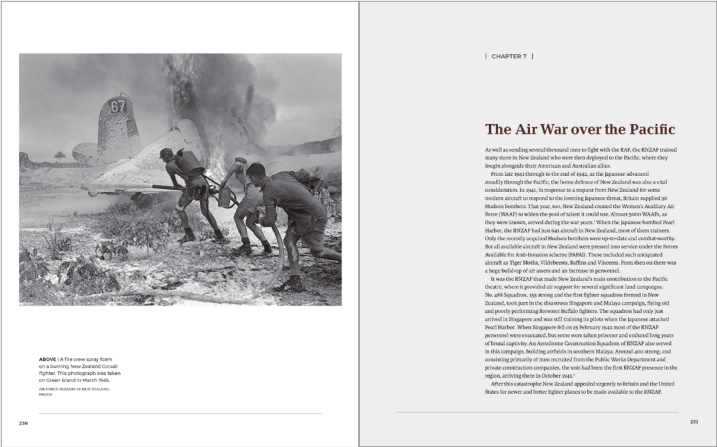 67
ABOVE | A fire crew spray foam
on a burning New Zealand Corsair
fighter. This photograph was taken
on Green Island in March 1945.
AIR FORCE MUSEUM OF NEW ZEALAND,
230
| CHAPTER 7 |
The Air War over the Pacific
As well as sending several thousand men to fight with the RAF, the RNZAF trained
many more in New Zealand who were then deployed to the Pacific, where they
fought alongside their American and Australian allies.
From late 1941 through to the end of 1942, as the Japanese advanced
steadily through the Pacific, the home defence of New Zealand was also a vital
consideration. In 1941, in response to a request from New Zealand for some
modern aircraft to respond to the looming Japanese threat, Britain supplied 36
Hudson bombers. That year, too, New Zealand created the Women's Auxiliary Air
Force (WAAF) to widen the pool of talent it could use. Almost 5000 WAAFs, as
they were known, served during the war years.¹ When the Japanese bombed Pearl
Harbor, the RNZAF had just 641 aircraft in New Zealand, most of them trainers.
Only the recently acquired Hudson bombers were up-to-date and combat-worthy.
But all available aircraft in New Zealand were pressed into service under the Forces
Available for Anti-Invasion scheme (FAFAI). These included such antiquated
aircraft as Tiger Moths, Vildebeests, Baffins and Vincents. From then on there was
a huge build-up of air assets and an increase in personnel.
It was the RNZAF that made New Zealand's main contribution to the Pacific
theatre, where it provided air support for several significant land campaigns.
No. 488 Squadron, 155 strong and the first fighter squadron formed in New
Zealand, took part in the disastrous Singapore and Malaya campaign, flying old
and poorly performing Brewster Buffalo fighters. The squadron had only just
arrived in Singapore and was still training its pilots when the Japanese attacked
Pearl Harbor. When Singapore fell on 15 February 1942 most of the RNZAF
personnel were evacuated, but some were taken prisoner and endured long years
of brutal captivity. An Aerodrome Construction Squadron of RNZAF also served
in this campaign, building airfields in southern Malaya. Around 400 strong, and
consisting primarily of men recruited from the Public Works Department and
private construction companies, the unit had been the first RNZAF presence in the
region, arriving there in October 1941.²
After this catastrophe New Zealand appealed urgently to Britain and the United
States for newer and better fighter planes to be made available to the RNZAF.
231